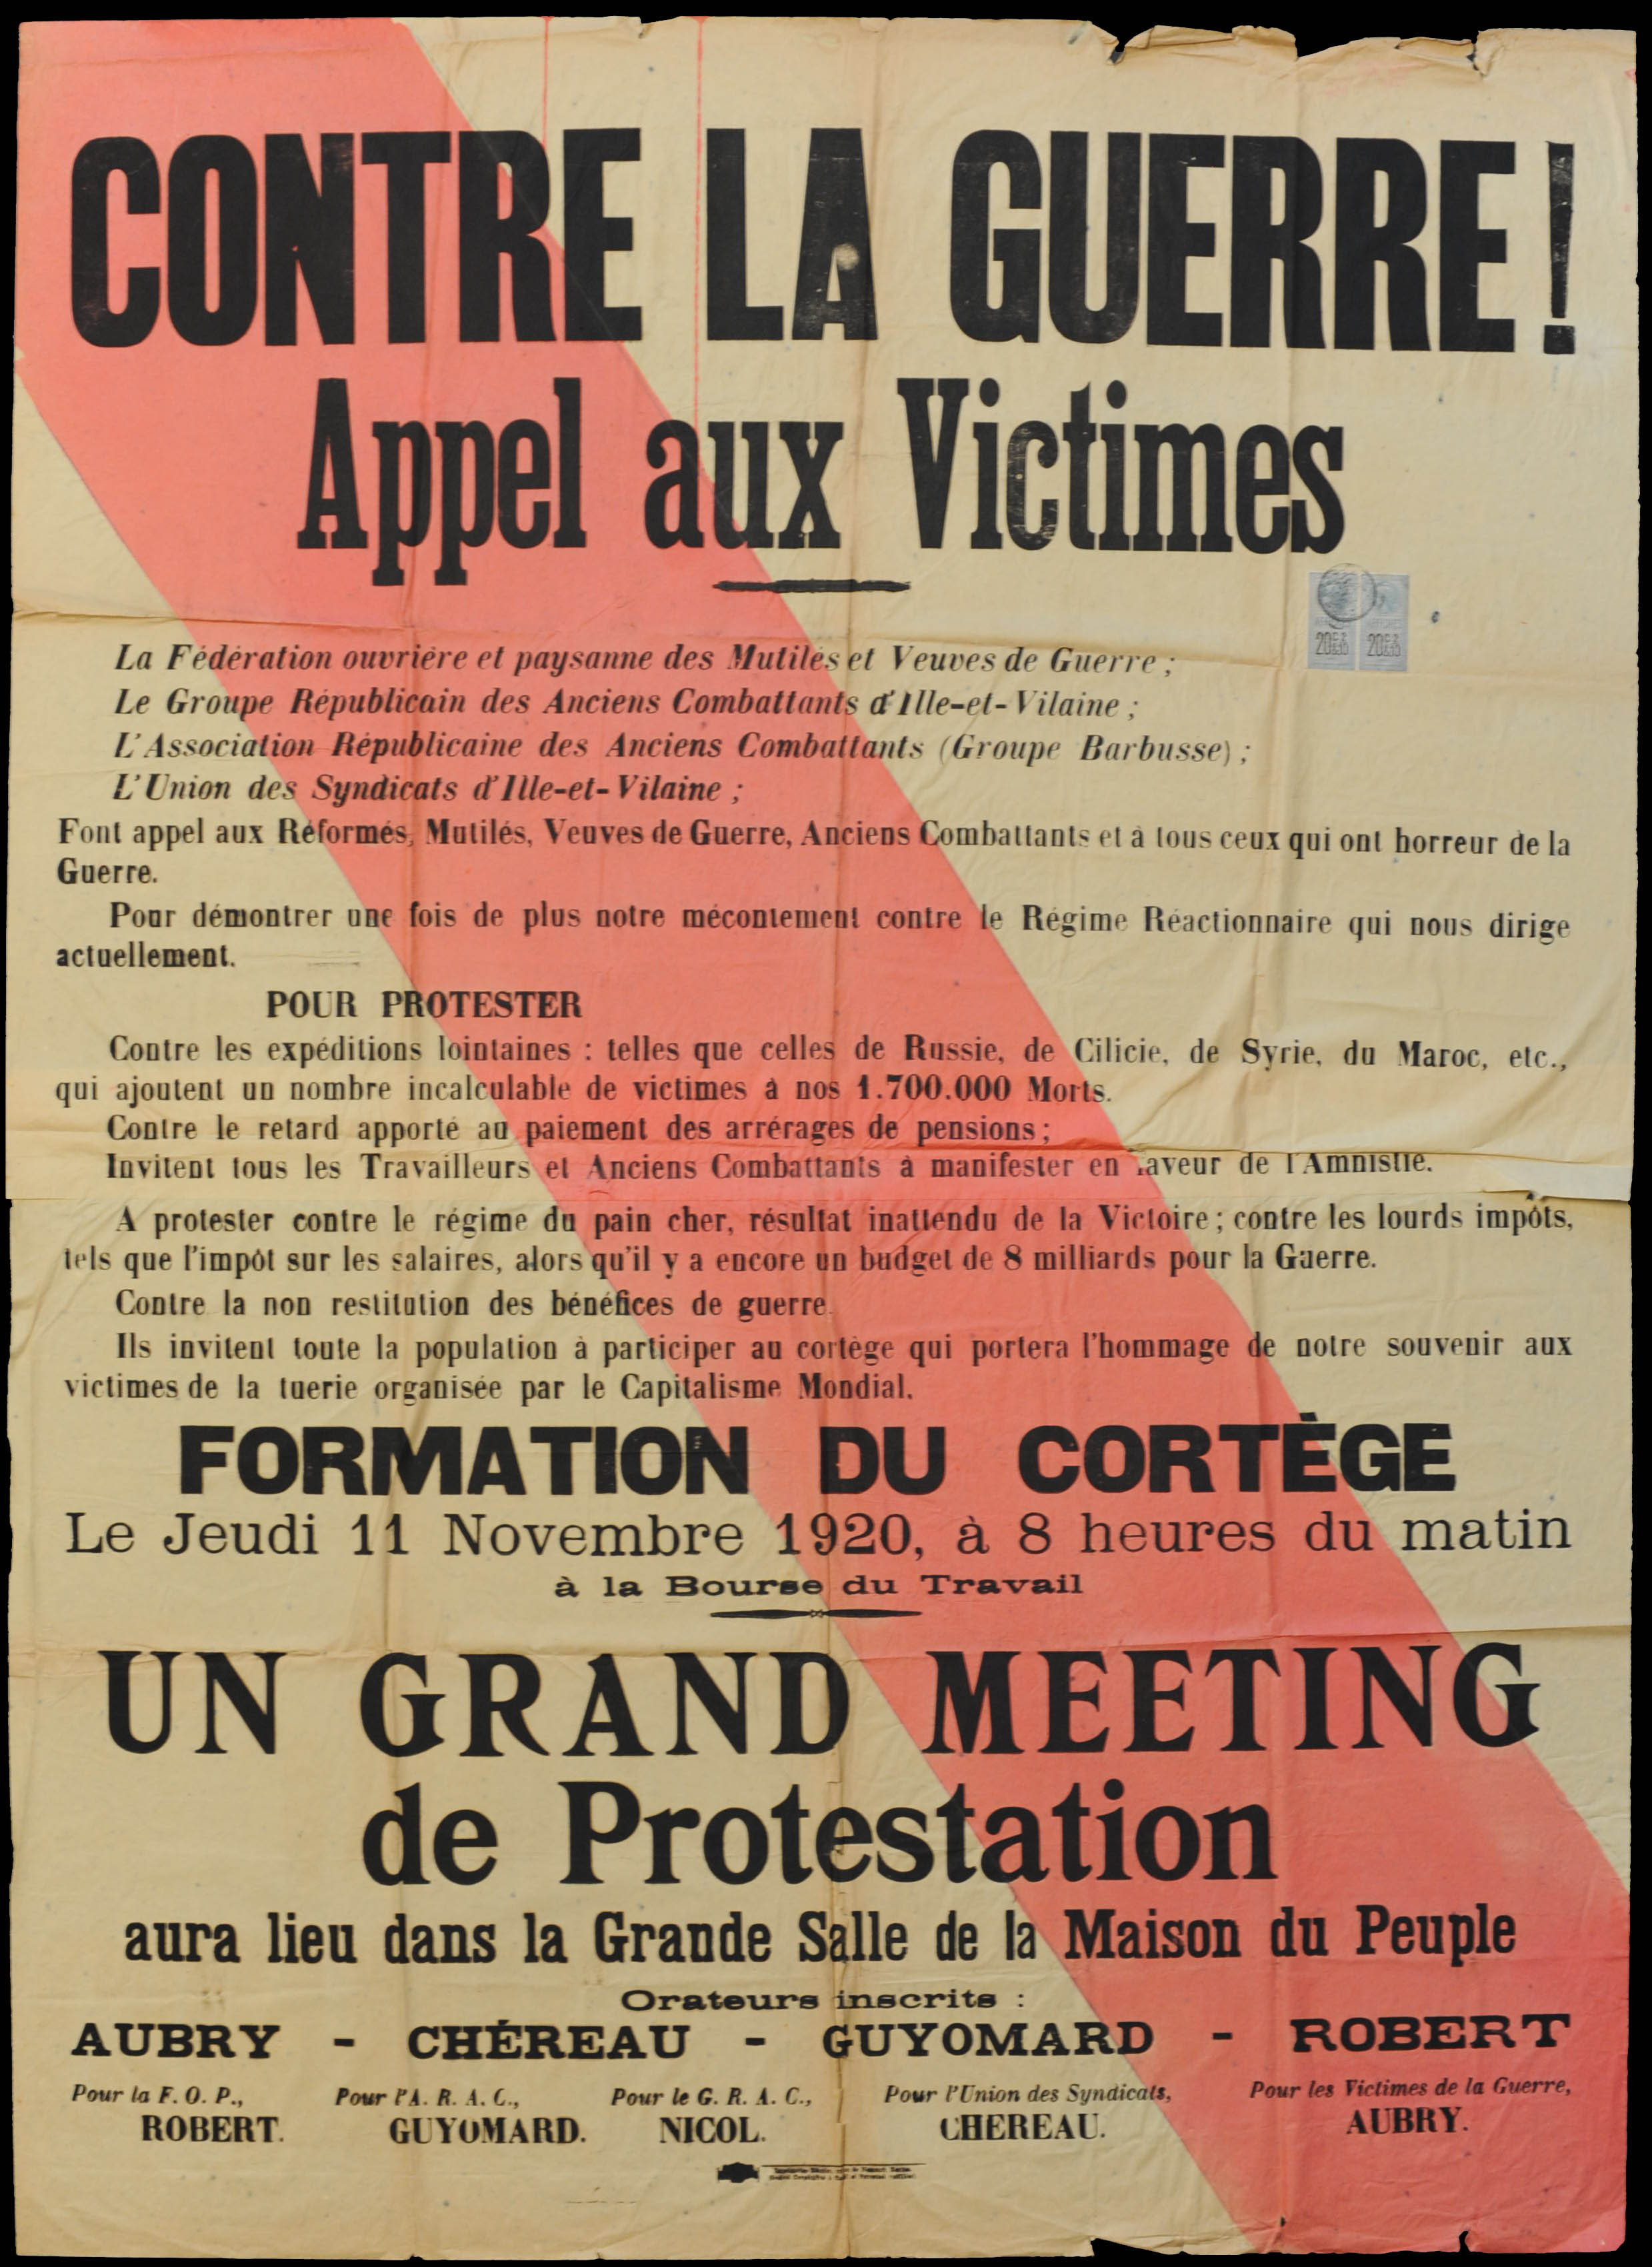 CONTRE LA GUERRE !
Appel aux Victimes
20c
20c
La Fédération ouvrière et paysanne des Mutilés et Veuves de Guerre ;
Le Groupe Républicain des Anciens Combattants d'Ille-et-Vilaine ;
L'Association Républicaine des Anciens Combattants (Groupe Barbusse) ;
L'Union des Syndicats d'Ille-et-Vilaine ;
Font appel aux Réformés, Mutilés, Veuves de Guerre, Anciens Combattants et à tous ceux qui ont horreur de la
Guerre.
Pour démontrer une fois de plus notre mécontement contre le Régime Réactionnaire qui nous dirige
actuellement.
POUR PROTESTER
Contre les expéditions lointaines : telles que celles de Russie, de Cilicie, de Syrie, du Maroc, etc.,
qui ajoutent un nombre incalculable de victimes à nos 1.700.000 Morts.
Contre le retard apporté au paiement des arrérages de pensions ;
Invitent tous les Travailleurs et Anciens Combattants à manifester en faveur de l'Amnistie.
A protester contre le régime du pain cher, résultat inattendu de la Victoire ; contre les lourds impôts,
tels que l'impôt sur les salaires, alors qu'il y a encore un budget de 8 milliards pour la Guerre.
Contre la non restitution des bénéfices de guerre.
Ils invitent toute la population à participer au cortège qui portera l'hommage de notre souvenir aux
victimes de la tuerie organisée par le Capitalisme Mondial.
FORMATION DU CORTÈGE
Le Jeudi 11 Novembre 1920, à 8 heures du matin
à la Bourse du Travail
UN GRAND MEETING
de Protestation
aura lieu dans la Grande Salle de la Maison du Peuple
Orateurs inscrits :
AUBRY - CHÉREAU - GUYOMARD - ROBERT
Pour la F. O. P., Pour l'A. R. A. C., Pour le G. R. A. C., Pour l'Union des Syndicats, Pour les Victimes de la Guerre,
ROBERT. GUYOMARD. NICOL. CHEREAU. AUBRY.